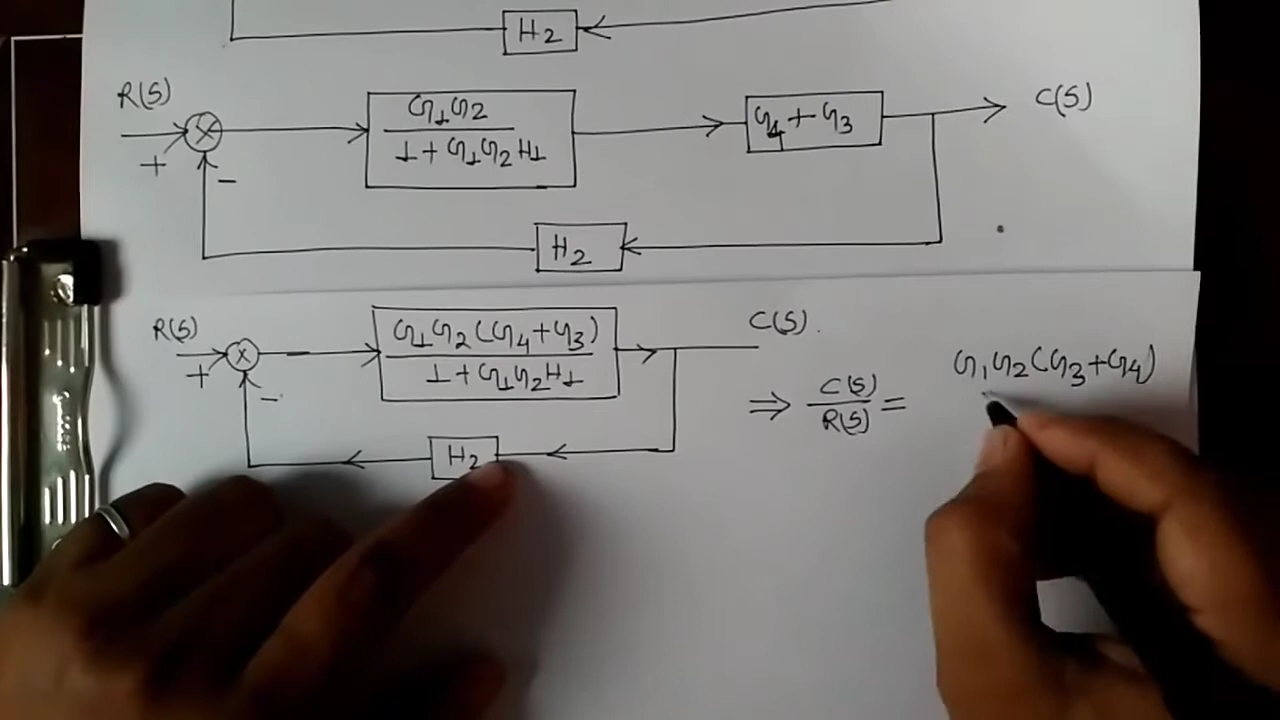 H2
R(S)
C(S)
G1G2
1 + G1G2H1
G4 + G3
+
-
H2
R(S)
C(S).
G1G2(G4+G3)
1 + G1G2H1
+
-
H2
⇒ C(S)/R(S) = G1G2(G3+G4)